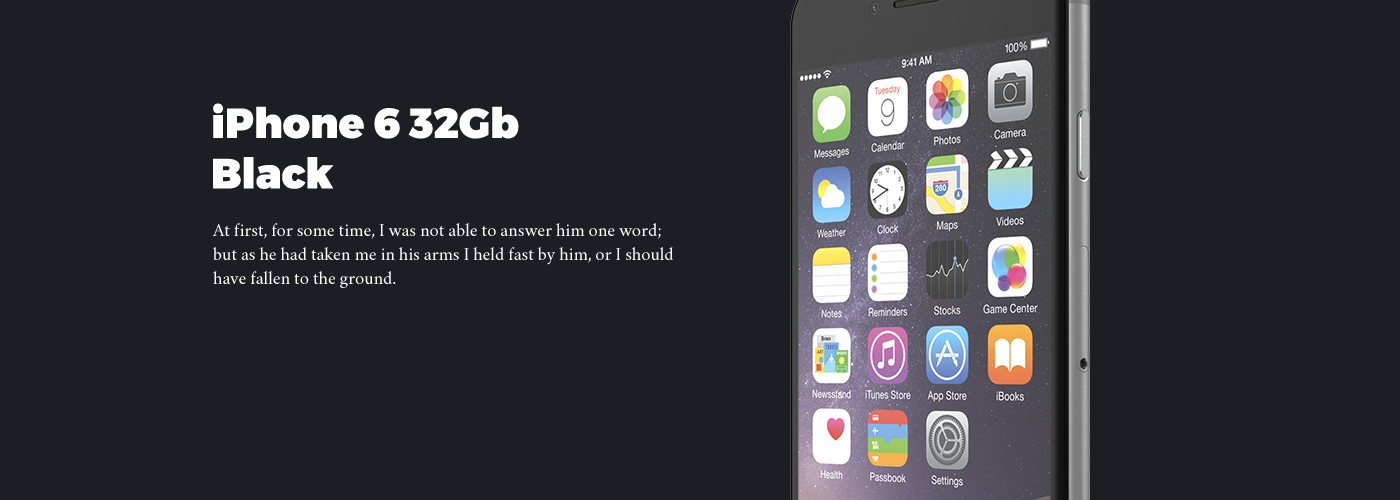 iPhone 6 32Gb
Black
At first, for some time, I was not able to answer him one word;
but as he had taken me in his arms I held fast by him, or I should
have fallen to the ground.
9:41 AM
100%
Messages
Tuesday
9
Calendar
Photos
Camera
Weather
Clock
280
Maps
Videos
Notes
Reminders
Stocks
Game Center
Newsstand
iTunes Store
App Store
iBooks
Health
Passbook
Settings